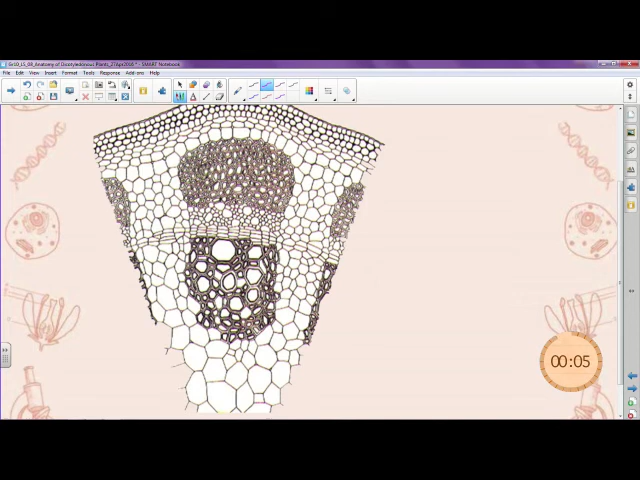 Gr10_LS_08_Anatomy of Dicotyledonous Plants_27Apr2016 * - SMART Notebook
File Edit View Insert Format Tools Response Add-ons Help
00:05